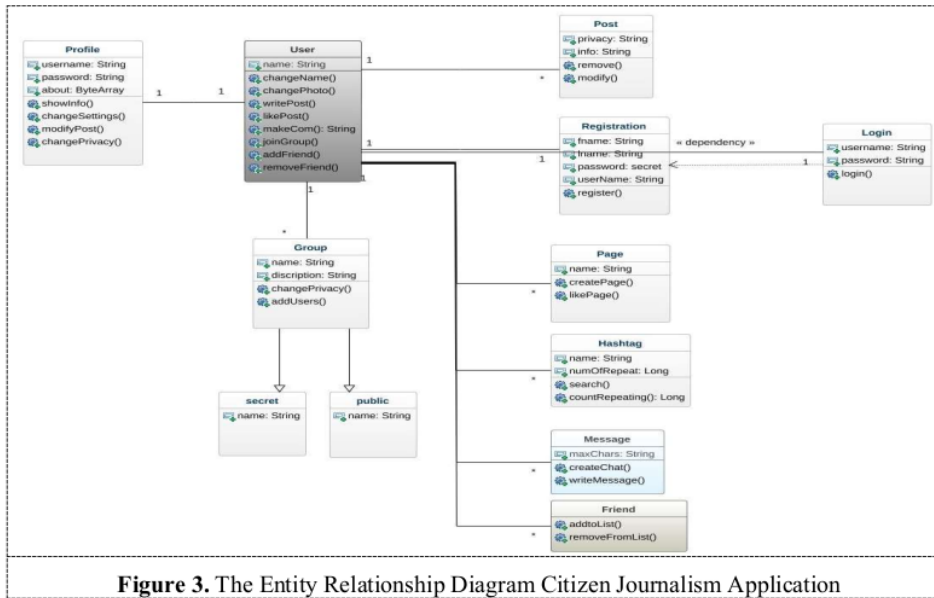 Profile
username: String
password: String
about: ByteArray
showInfo()
changeSettings()
modifyPost()
changePrivacy()
1
1
User
name: String
changeName()
changePhoto()
writePost()
likePost()
makeCom(): String
joinGroup()
addFriend()
removeFriend()
1
*
Post
privacy: String
info: String
remove()
modify()
1
1
1
Registration
fname: String
lname: String
password: secret
userName: String
register()
« dependency »
1
Login
username: String
password: String
login()
1
*
Group
name: String
discription: String
changePrivacy()
addUsers()
secret
name: String
public
name: String
*
Page
name: String
createPage()
likePage()
*
Hashtag
name: String
numOfRepeat: Long
search()
countRepeating(): Long
*
Message
maxChars: String
createChat()
writeMessage()
*
Friend
addtoList()
removeFromList()
Figure 3. The Entity Relationship Diagram Citizen Journalism Application